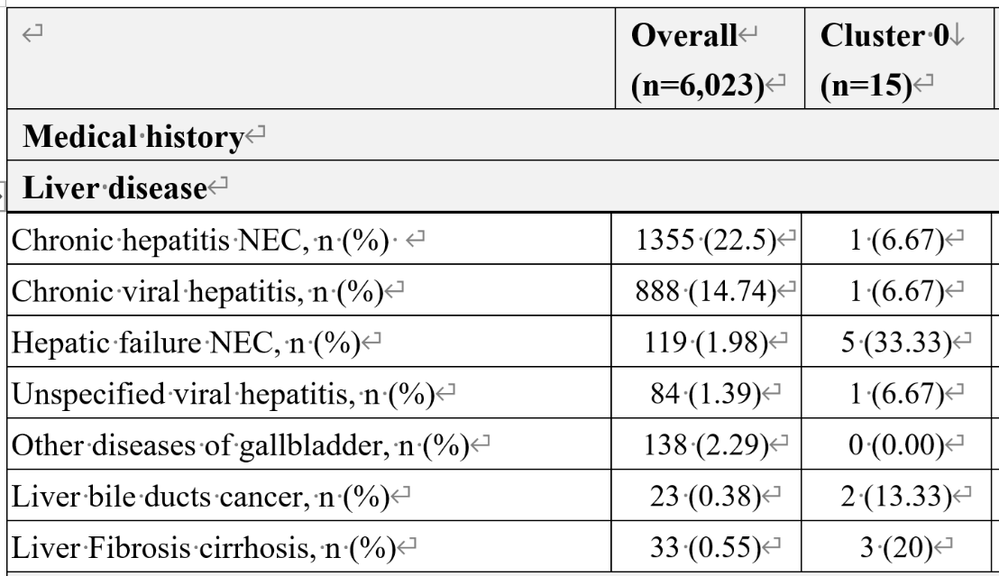 Overall Cluster 0
(n=6,023) (n=15)
Medical history
Liver disease
Chronic hepatitis NEC, n (%) 1355 (22.5) 1 (6.67)
Chronic viral hepatitis, n (%) 888 (14.74) 1 (6.67)
Hepatic failure NEC, n (%) 119 (1.98) 5 (33.33)
Unspecified viral hepatitis, n (%) 84 (1.39) 1 (6.67)
Other diseases of gallbladder, n (%) 138 (2.29) 0 (0.00)
Liver bile ducts cancer, n (%) 23 (0.38) 2 (13.33)
Liver Fibrosis cirrhosis, n (%) 33 (0.55) 3 (20)